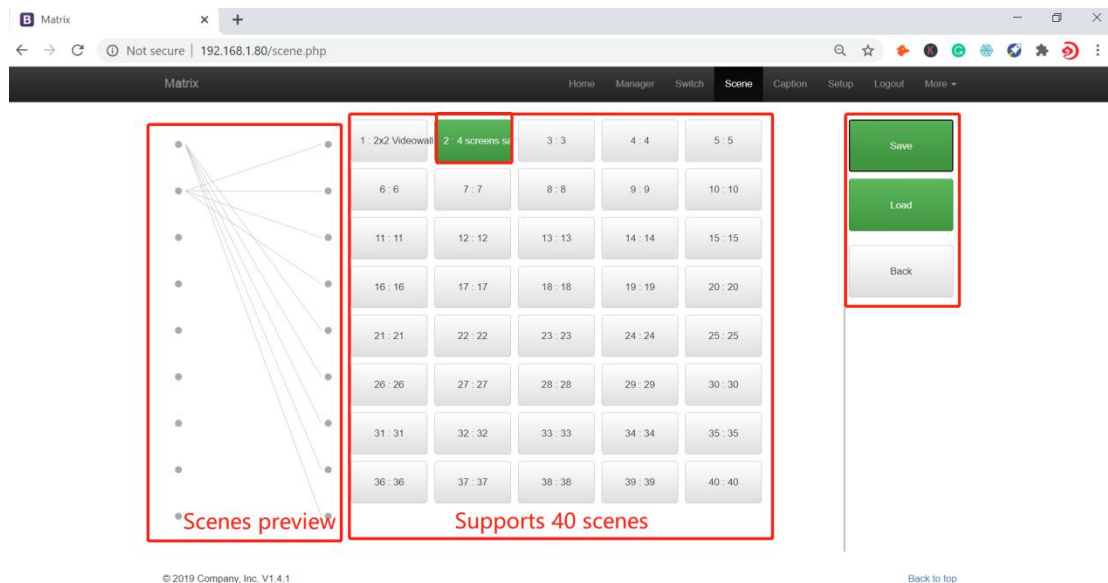 B Matrix
Not secure | 192.168.1.80/scene.php
Matrix Home Manager Switch Scene Caption Setup Logout More
1 : 2x2 Videowall 2 : 4 screens sa 3 : 3 4 : 4 5 : 5 Save
6 : 6 7 : 7 8 : 8 9 : 9 10 : 10 Load
11 : 11 12 : 12 13 : 13 14 : 14 15 : 15 Back
16 : 16 17 : 17 18 : 18 19 : 19 20 : 20
21 : 21 22 : 22 23 : 23 24 : 24 25 : 25
26 : 26 27 : 27 28 : 28 29 : 29 30 : 30
31 : 31 32 : 32 33 : 33 34 : 34 35 : 35
36 : 36 37 : 37 38 : 38 39 : 39 40 : 40
Scenes preview Supports 40 scenes
© 2019 Company, Inc. V1.4.1 Back to top